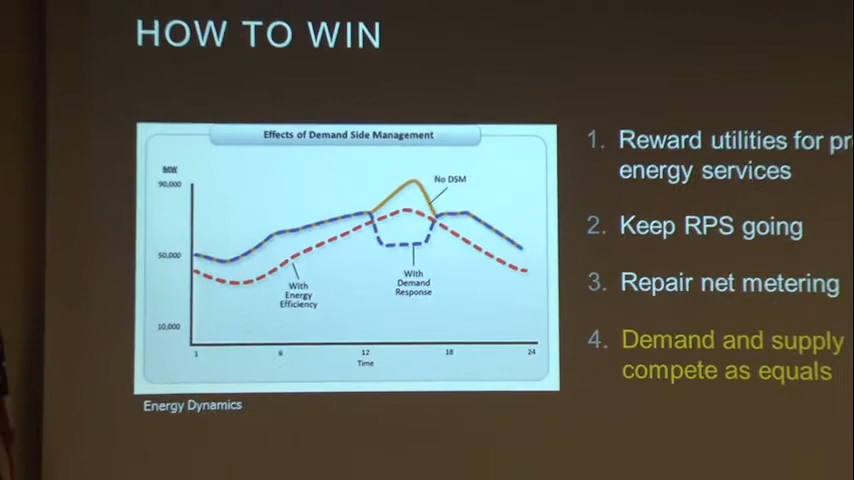 HOW TO WIN
Effects of Demand Side Management
MW
90,000
50,000
10,000
No DSM
With
Energy
Efficiency
With
Demand
Response
1
6
12
18
24
Time
Energy Dynamics
1. Reward utilities for
energy services
2. Keep RPS going
3. Repair net metering
4. Demand and supply
compete as equals